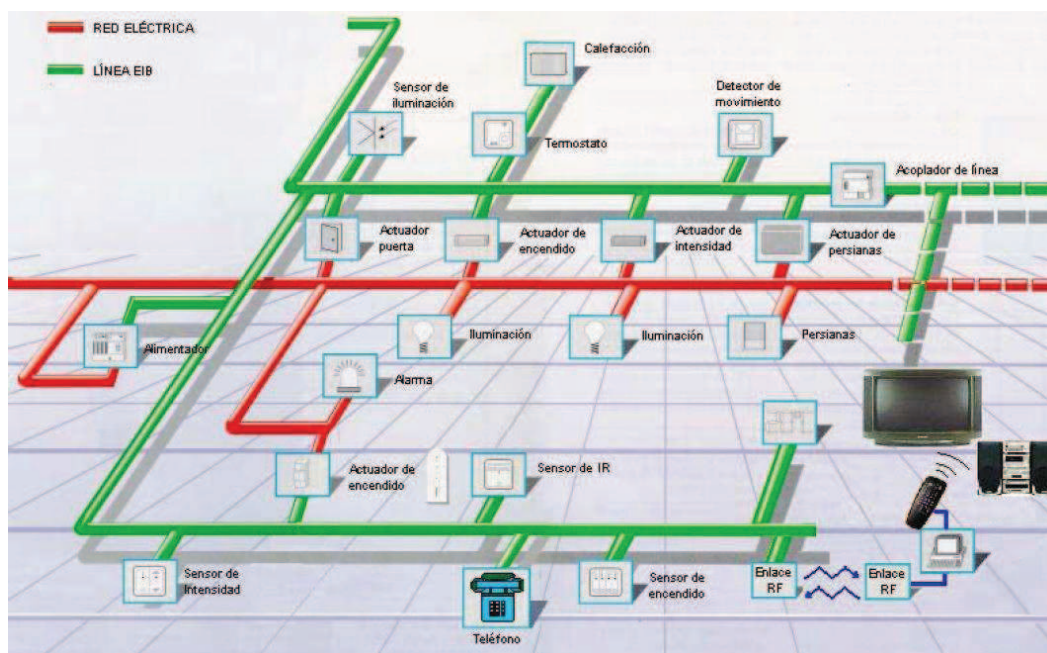 RED ELÉCTRICA
LÍNEA EIB
Calefacción
Sensor de
iluminación
Detector de
movimiento
Termostato
Acoplador de línea
Actuador
puerta
Actuador de
encendido
Actuador de
intensidad
Actuador de
persianas
Alimentador
Iluminación
Iluminación
Persianas
Alarma
Actuador de
encendido
Sensor de IR
Sensor de
Intensidad
Teléfono
Sensor de
encendido
Enlace
RF
Enlace
RF